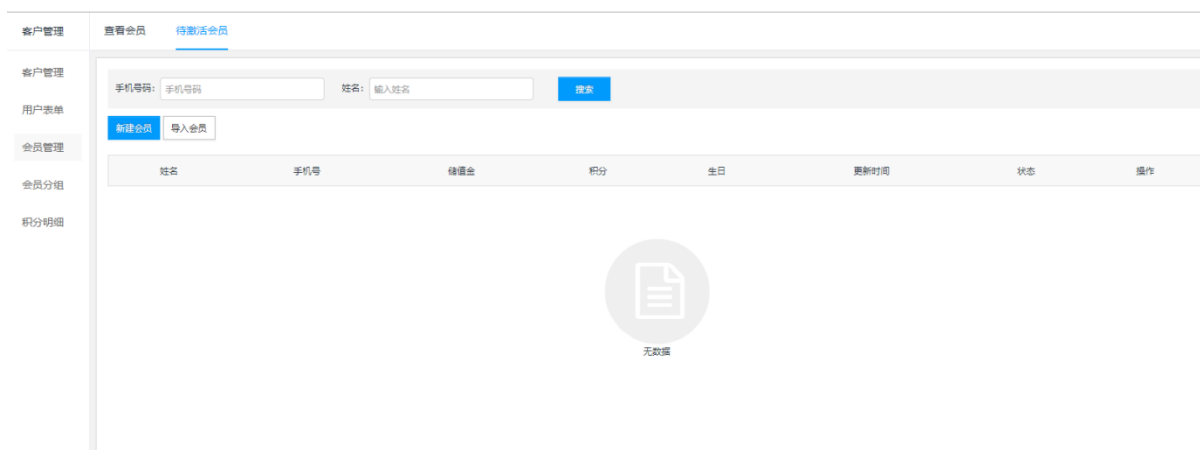 客户管理 查看会员 待激活会员
客户管理
用户表单
会员管理
会员分组
积分明细
手机号码: 手机号码 姓名: 输入姓名 搜索
新建会员 导入会员
姓名 手机号 储值金 积分 生日 更新时间 状态 操作
无数据